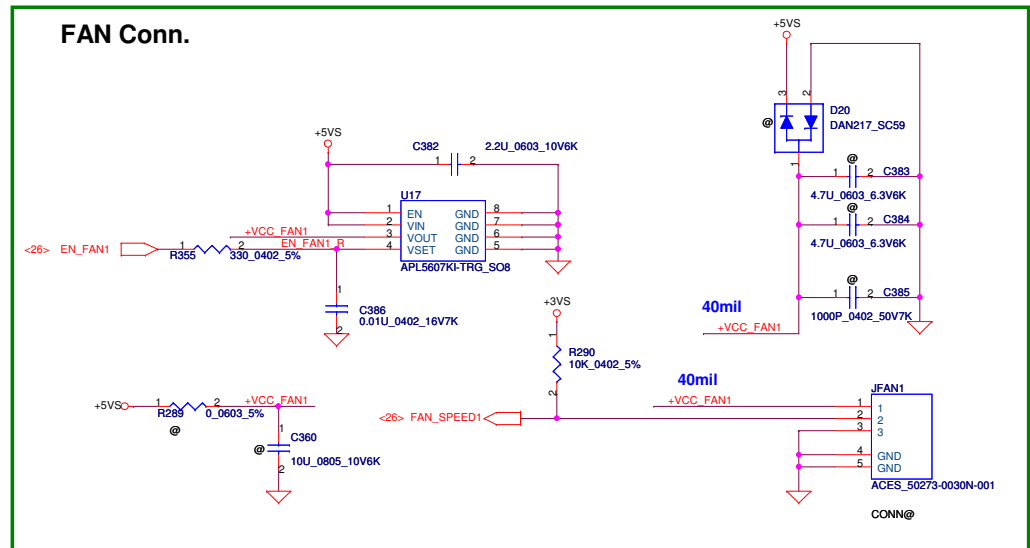 FAN Conn.
+5VS
C382
2.2U_0603_10V6K
1 2
U17
1 EN GND 8
2 VIN GND 7
3 VOUT GND 6
4 VSET GND 5
APL5607KI-TRG_SO8
+VCC_FAN1
<26> EN_FAN1
1 2
R355 330_0402_5%
EN_FAN1_R
1
C386
0.01U_0402_16V7K
2
+5VS
3 2
@
D20
DAN217_SC59
1
@
1 2 C383
4.7U_0603_6.3V6K
@
1 2 C384
4.7U_0603_6.3V6K
@
1 2 C385
1000P_0402_50V7K
40mil
+VCC_FAN1
+3VS
1
R290
10K_0402_5%
2
<26> FAN_SPEED1
40mil
+VCC_FAN1
JFAN1
1 1
2 2
3 3
4 GND
5 GND
ACES_50273-0030N-001
CONN@
+5VS
1 2
R289 0_0603_5%
@
+VCC_FAN1
1
@
C360
10U_0805_10V6K
2